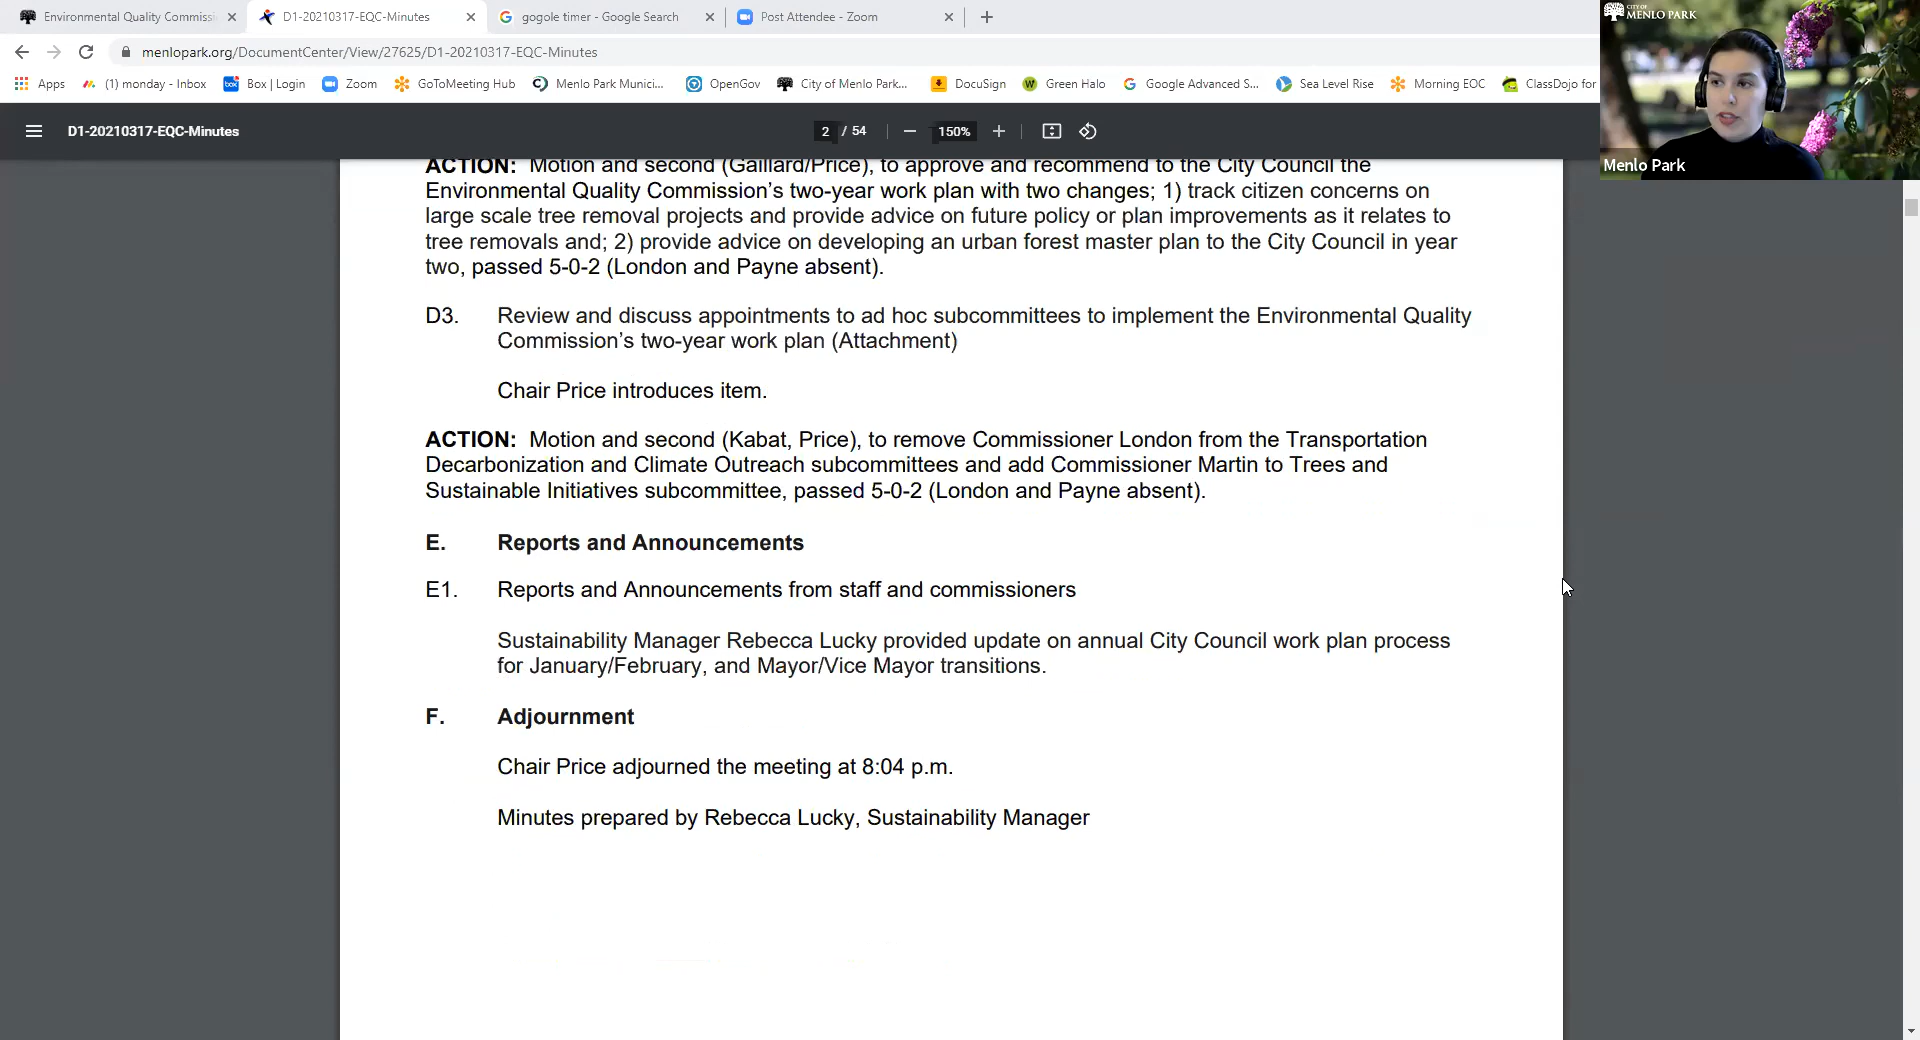 Environmental Quality Commissi
D1-20210317-EQC-Minutes
gogole timer - Google Search
Post Attendee - Zoom
menlopark.org/DocumentCenter/View/27625/D1-20210317-EQC-Minutes
Apps
(1) monday - Inbox
box
Box | Login
Zoom
GoToMeeting Hub
Menlo Park Munici...
OpenGov
City of Menlo Park...
DocuSign
Green Halo
Google Advanced S...
Sea Level Rise
Morning EOC
ClassDojo for
CITY OF
MENLO PARK
Menlo Park
D1-20210317-EQC-Minutes
2 / 54
150%
ACTION: Motion and second (Gaillard/Price), to approve and recommend to the City Council the
Environmental Quality Commission's two-year work plan with two changes; 1) track citizen concerns on
large scale tree removal projects and provide advice on future policy or plan improvements as it relates to
tree removals and; 2) provide advice on developing an urban forest master plan to the City Council in year
two, passed 5-0-2 (London and Payne absent).
D3. Review and discuss appointments to ad hoc subcommittees to implement the Environmental Quality
Commission's two-year work plan (Attachment)
Chair Price introduces item.
ACTION: Motion and second (Kabat, Price), to remove Commissioner London from the Transportation
Decarbonization and Climate Outreach subcommittees and add Commissioner Martin to Trees and
Sustainable Initiatives subcommittee, passed 5-0-2 (London and Payne absent).
E. Reports and Announcements
E1. Reports and Announcements from staff and commissioners
Sustainability Manager Rebecca Lucky provided update on annual City Council work plan process
for January/February, and Mayor/Vice Mayor transitions.
F. Adjournment
Chair Price adjourned the meeting at 8:04 p.m.
Minutes prepared by Rebecca Lucky, Sustainability Manager